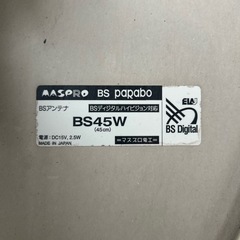 MASPRO BS PARABO
BSアンテナ
BSディジタルハイビジョン対応
BS45W
(45cm)
電源:DC15V, 2.5W
マスプロ電工
MADE IN JAPAN
EIAJ
BS Digital